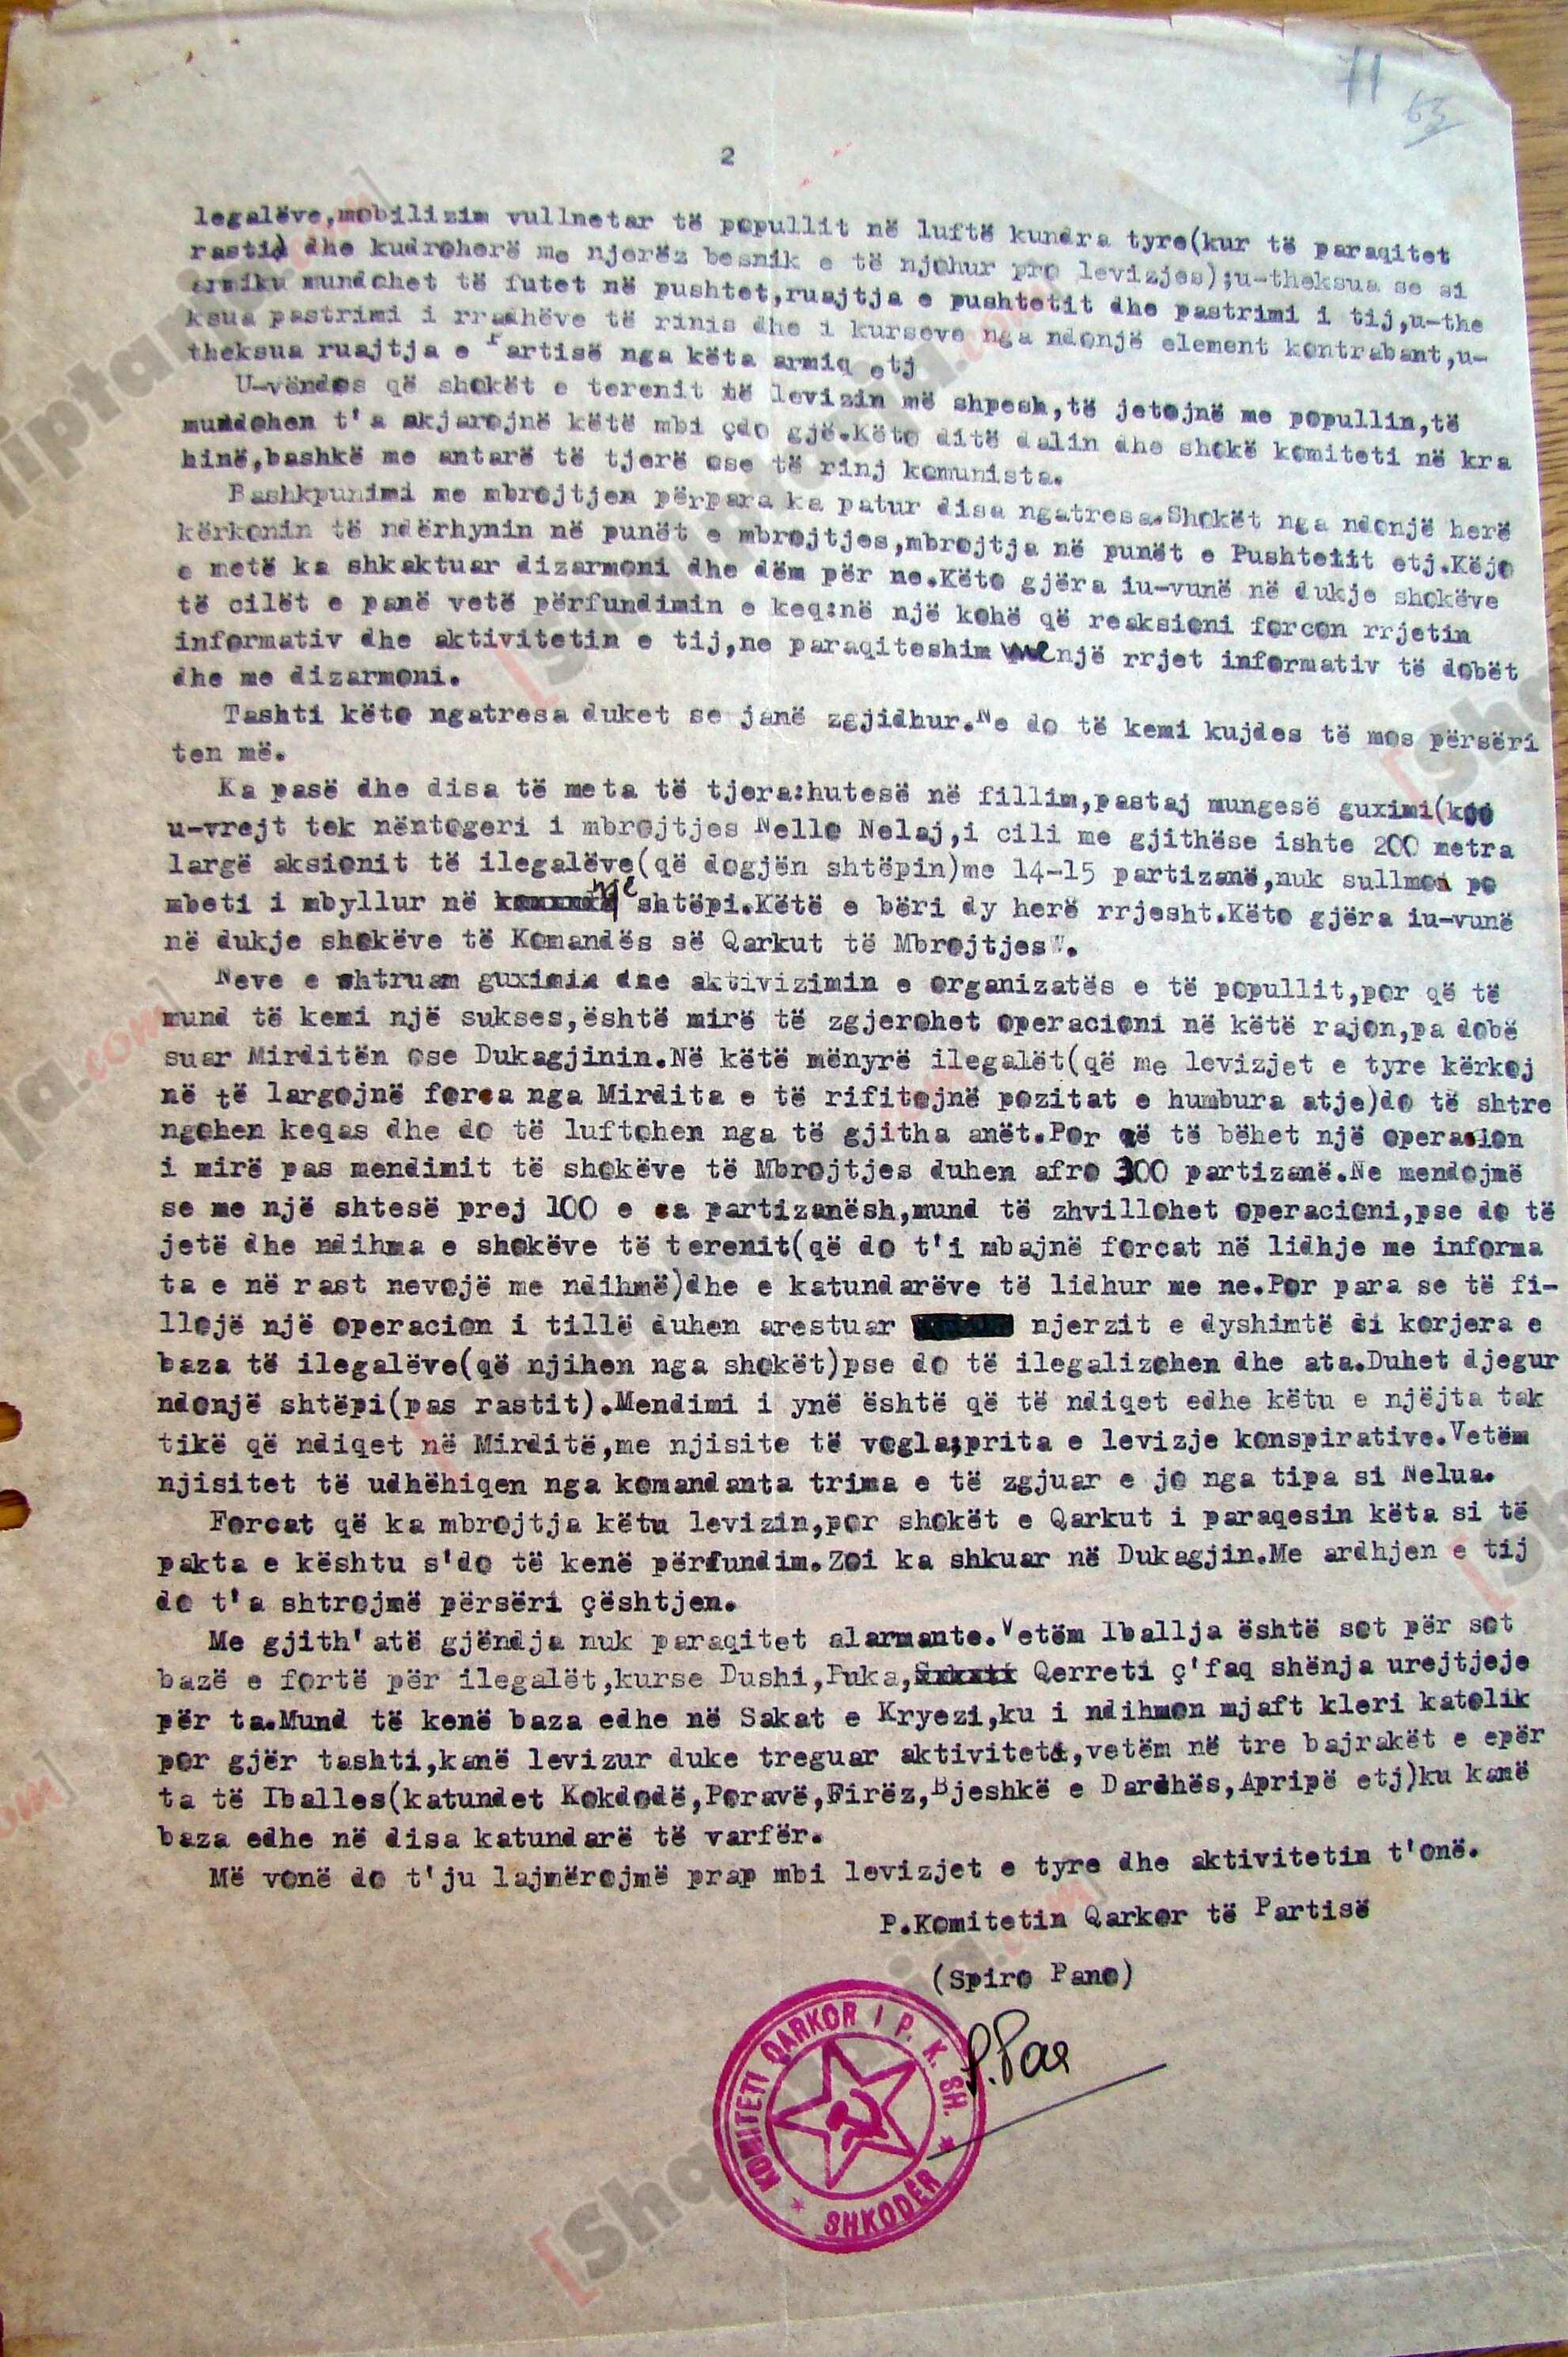 71
63
2
legalëve,mobilizim vullnetar të popullit në luftë kundra tyre(kur të paraqitet
rasti) dhe kudroherë me njerëz besnik e të njohur pro levizjes);u-theksua se si
armiku mundohet të futet në pushtet,ruajtja e pushtetit dhe pastrimi i tij,u-the
ksua pastrimi i rradhëve të rinis dhe i kurseve nga ndonjë element kontrabant,u-
theksua ruajtja e Partisë nga këta armiq etj
U-vëndos që shokët e terenit të levizin më shpesh,të jetojnë me popullin,të
mundohen t'a skjarojnë këtë mbi çdo gjë.Këto ditë dalin dhe shokë komiteti në kra
hinë,bashkë me antarë të tjerë ose të rinj komunista.
Bashkpunimi me mbrojtjen përpara ka patur disa ngatresa.Shokët nga ndonjë herë
kërkonin të ndërhynin në punët e mbrojtjes,mbrojtja në punët e Pushtetit etj.Këjo
e metë ka shkaktuar dizarmoni dhe dëm për ne.Këto gjëra iu-vunë në dukje shokëve
të cilët e panë vetë përfundimin e keq:në një kohë që reaksioni forcon rrjetin
informativ dhe aktivitetin e tij,ne paraqiteshim me një rrjet informativ të dobët
dhe me dizarmoni.
Tashti këto ngatresa duket se janë zgjidhur.Ne do të kemi kujdes të mos përsëri
ten më.
Ka pasë dhe disa të meta të tjera:hutesë në fillim,pastaj mungesë guximi(kjo
u-vrejt tek nëntogeri i mbrojtjes Nello Nelaj,i cili me gjithëse ishte 200 metra
largë aksionit të ilegalëve(që dogjën shtëpin)me 14-15 partizanë,nuk sullmoi po
mbeti i mbyllur në një shtëpi.Këtë e bëri dy herë rrjesht.Këto gjëra iu-vunë
në dukje shokëve të Komandës së Qarkut të Mbrojtjes.
Neve e shtruam guximin dhe aktivizimin e organizatës e të popullit,por që të
mund të kemi një sukses,është mirë të zgjerohet operacioni në këtë rajon,pa dobë
suar Mirditën ose Dukagjinin.Në këtë mënyrë ilegalët(që me levizjet e tyre kërkoj
në të largojnë forca nga Mirdita e të rifitojnë pozitat e humbura atje)do të shtre
ngohen keqas dhe do të luftohen nga të gjitha anët.Por që të bëhet një operasion
i mirë pas mendimit të shokëve të Mbrojtjes duhen afro 300 partizanë.Ne mendojmë
se me një shtesë prej 100 e ca partizanësh,mund të zhvillohet operacioni,pse do të
jetë dhe ndihma e shokëve të terenit(që do t'i mbajnë forcat në lidhje me informa
ta e në rast nevojë me ndihmë)dhe e katundarëve të lidhur me ne.Por para se të fi-
llojë një operacion i tillë duhen arestuar njerzit e dyshimtë si korjera e
baza të ilegalëve(që njihen nga shokët)pse do të ilegalizohen dhe ata.Duhet djegur
ndonjë shtëpi(pas rastit).Mendimi i ynë është që të ndiqet edhe këtu e njëjta tak
tikë që ndiqet në Mirditë,me njisite të vogla;prita e levizje konspirative.Vetëm
njisitet të udhëhiqen nga komandanta trima e të zgjuar e jo nga tipa si Nelua.
Forcat që ka mbrojtja këtu levizin,por shokët e Qarkut i paraqesin këta si të
pakta e kështu s'do të kenë përfundim.Zoi ka shkuar në Dukagjin.Me ardhjen e tij
do t'a shtrojmë përsëri çështjen.
Me gjith'atë gjëndja nuk paraqitet alarmante.Vetëm Iballja është sot për sot
bazë e fortë për ilegalët,kurse Dushi,Puka, Qerreti ç'faq shënja urejtjeje
për ta.Mund të kenë baza edhe në Sakat e Kryezi,ku i ndihmon mjaft kleri katolik
por gjër tashti,kanë levizur duke treguar aktivitet,vetëm në tre bajrakët e epër
ta të Iballes(katundet Kokdodë,Poravë,Firëz,Bjeshkë e Dardhës,Apripë etj)ku kanë
baza edhe në disa katundarë të varfër.
Më vonë do t'ju lajmërojmë prap mbi levizjet e tyre dhe aktivitetin t'onë.
P.Komitetin Qarkor të Partisë
(Spiro Pano)
KOMITETI QARKOR I P. K. SH.
SHKODËR